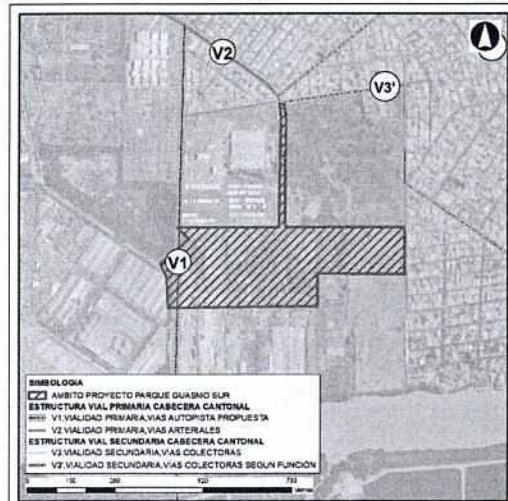 V2
V3'
V1
SIMBOLOGIA
AMBITO PROYECTO PARQUE GUASMO SUR
ESTRUCTURA VIAL PRIMARIA CABECERA CANTONAL
V1.VIALIDAD PRIMARIA,VIAS AUTOPISTA PROPUESTA
V2.VIALIDAD PRIMARIA,VIAS ARTERIALES
ESTRUCTURA VIAL SECUNDARIA CABECERA CANTONAL
V3.VIALIDAD SECUNDARIA,VIAS COLECTORAS
V3'.VIALIDAD SECUNDARIA,VIAS COLECTORAS SEGUN FUNCIÓN
0